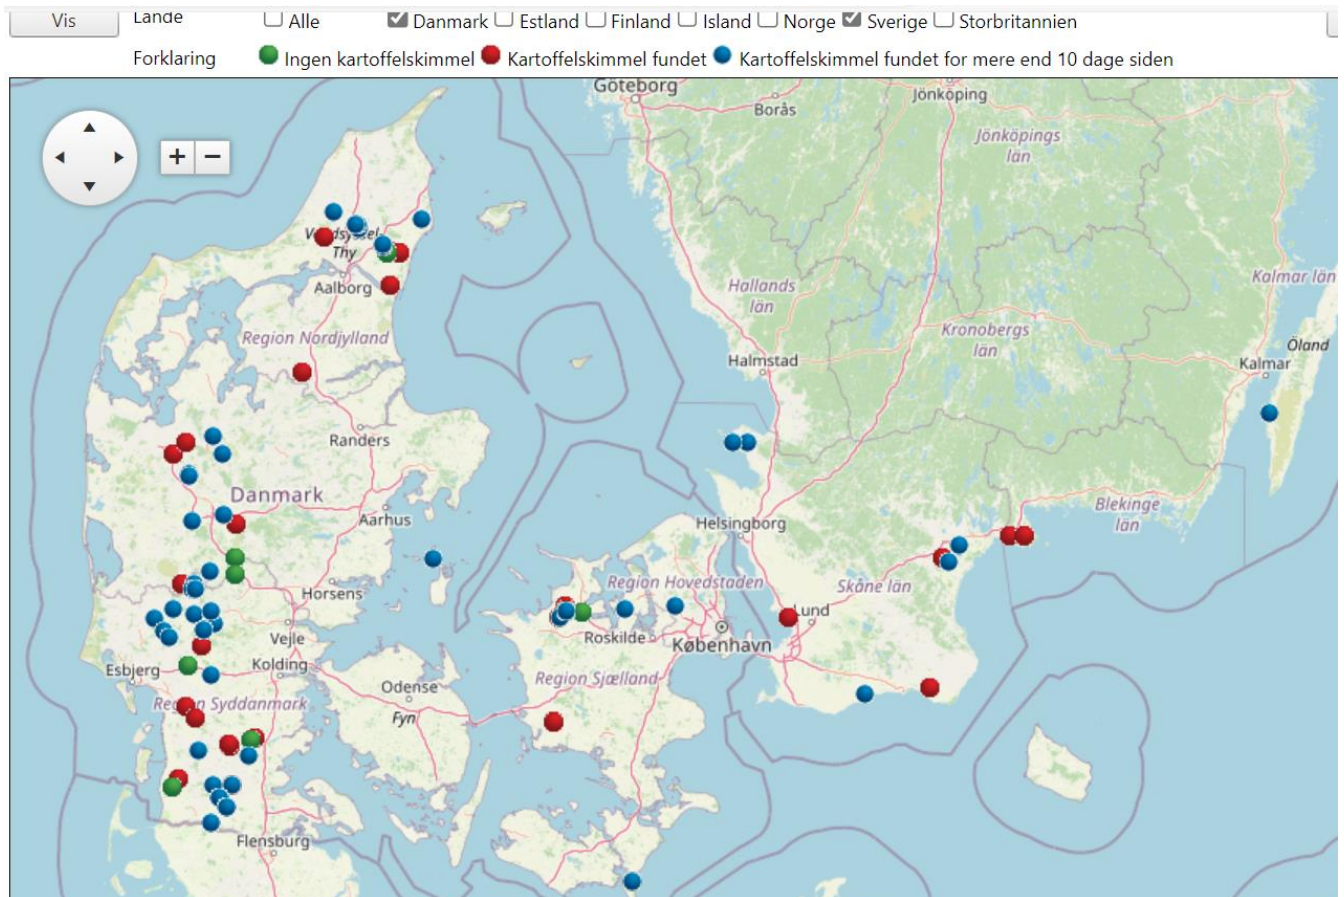 Vis Lande Alle Danmark Estland Finland Island Norge Sverige Storbritannien
Forklaring Ingen kartoffelskimmel Kartoffelskimmel fundet Kartoffelskimmel fundet for mere end 10 dage siden
Göteborg
Borås
Jönköping
Jönköpings
län
+ −
Thy
Aalborg
Region Nordjylland
Hallands
län
Kalmar län
Kronobergs
län
Öland
Halmstad
Kalmar
Randers
Danmark
Aarhus
Helsingborg
Blekinge
län
Region Hovedstaden
Skåne län
Horsens
Lund
Roskilde
København
Vejle
Esbjerg
Kolding
Region Sjælland
Odense
Fyn
Region Syddanmark
Flensburg